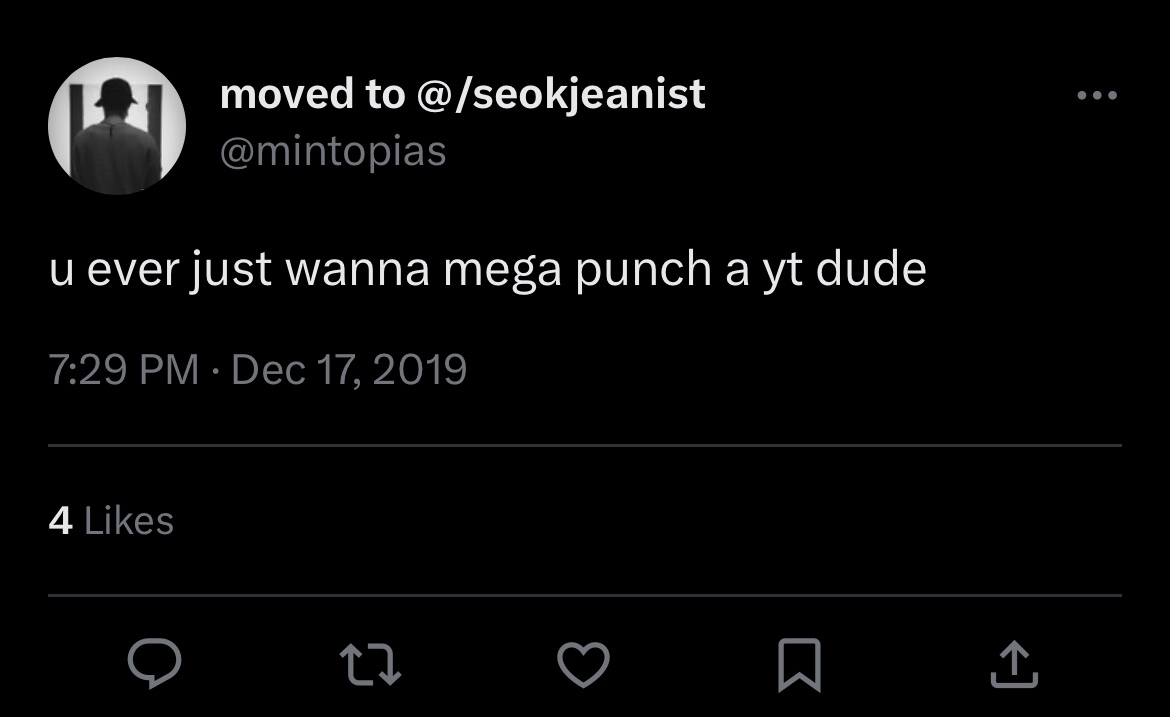 moved to @/seokjeanist
@mintopias
u ever just wanna mega punch a yt dude
7:29 PM · Dec 17, 2019
4 Likes